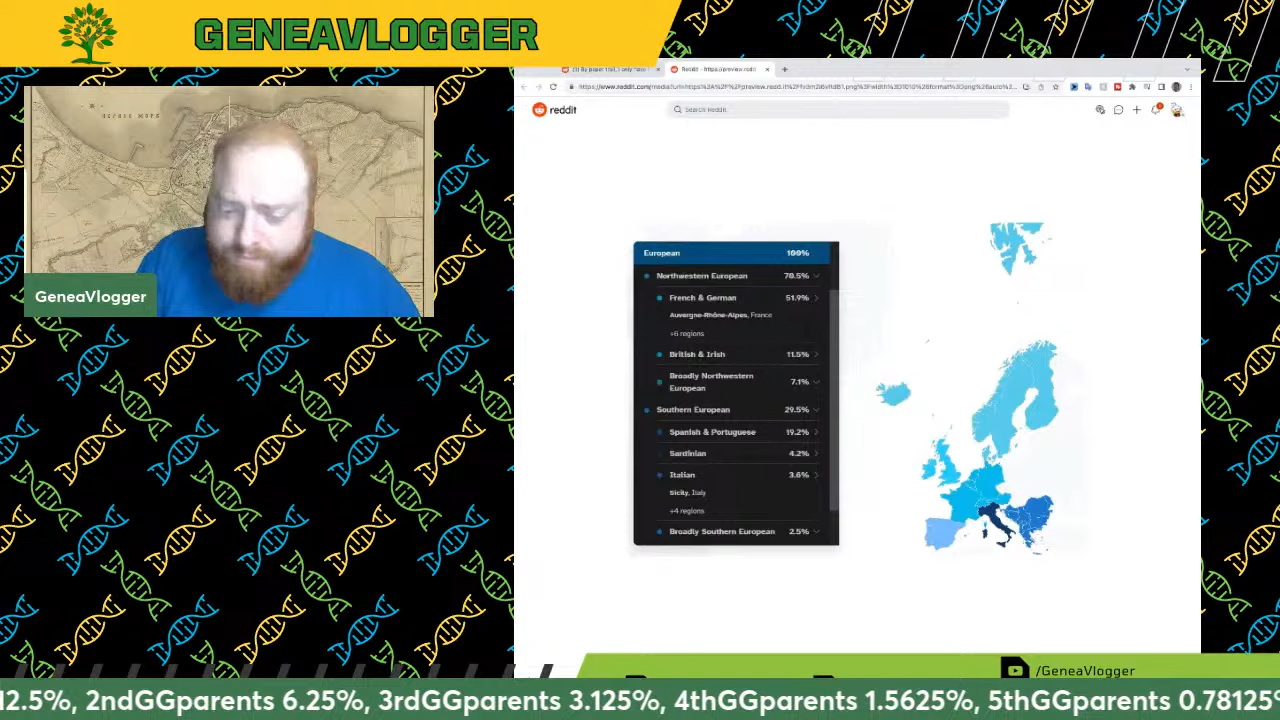 GENEAVLOGGER
GeneaVlogger
reddit
Search Reddit
European 100%
Northwestern European 70.5%
French & German 51.9%
Auvergne-Rhône-Alpes, France
+6 regions
British & Irish 11.5%
Broadly Northwestern
European 7.1%
Southern European 29.5%
Spanish & Portuguese 19.2%
Sardinian 4.2%
Italian 3.6%
Sicily, Italy
+4 regions
Broadly Southern European 2.5%
/GeneaVlogger
12.5%, 2ndGGparents 6.25%, 3rdGGparents 3.125%, 4thGGparents 1.5625%, 5thGGparents 0.78125%